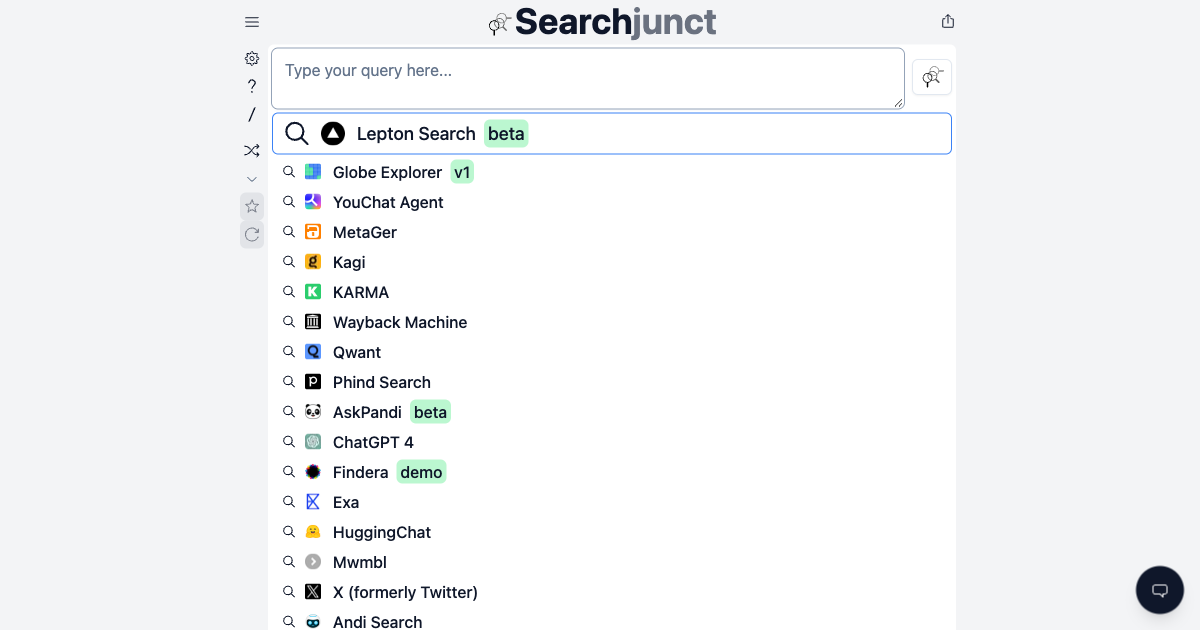 Searchjunct
Type your query here...
?
/
Lepton Search beta
Globe Explorer v1
YouChat Agent
MetaGer
Kagi
KARMA
Wayback Machine
Qwant
Phind Search
AskPandi beta
ChatGPT 4
Findera demo
Exa
HuggingChat
Mwmbl
X (formerly Twitter)
Andi Search